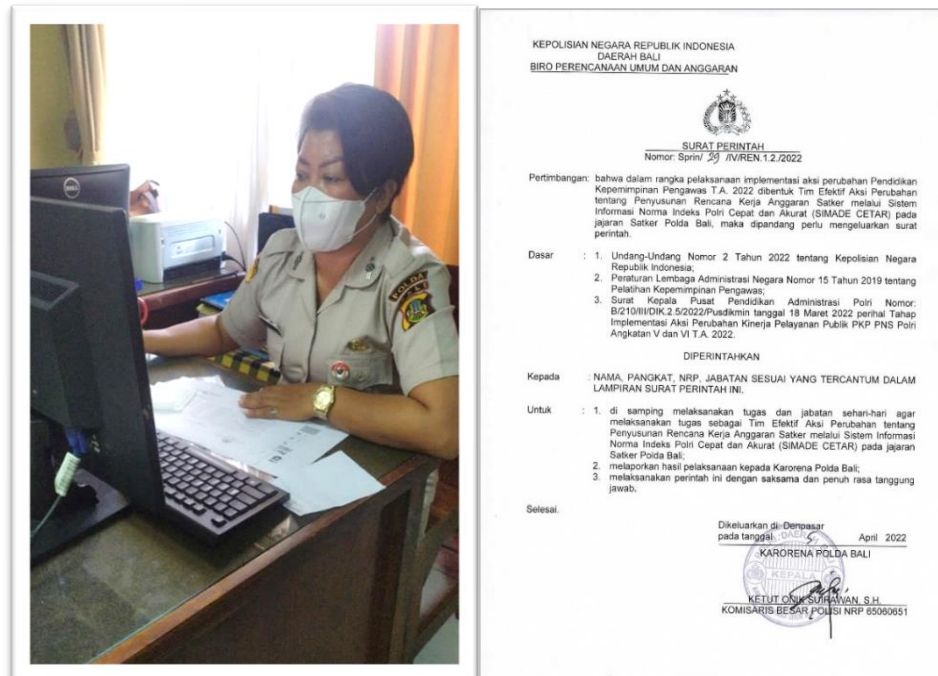 DELL
POLDA
KEPOLISIAN NEGARA REPUBLIK INDONESIA
DAERAH BALI
BIRO PERENCANAAN UMUM DAN ANGGARAN
SURAT PERINTAH
Nomor: Sprin/ 29 /IV/REN.1.2./2022
Pertimbangan: bahwa dalam rangka pelaksanaan implementasi aksi perubahan Pendidikan
Kepemimpinan Pengawas T.A. 2022 dibentuk Tim Efektif Aksi Perubahan
tentang Penyusunan Rencana Kerja Anggaran Satker melalui Sistem
Informasi Norma Indeks Polri Cepat dan Akurat (SIMADE CETAR) pada
jajaran Satker Polda Bali, maka dipandang perlu mengeluarkan surat
perintah.
Dasar : 1. Undang-Undang Nomor 2 Tahun 2022 tentang Kepolisian Negara
Republik Indonesia;
2. Peraturan Lembaga Administrasi Negara Nomor 15 Tahun 2019 tentang
Pelatihan Kepemimpinan Pengawas;
3. Surat Kepala Pusat Pendidikan Administrasi Polri Nomor:
B/210/III/DIK.2.5/2022/Pusdikmin tanggal 18 Maret 2022 perihal Tahap
Implementasi Aksi Perubahan Kinerja Pelayanan Publik PKP PNS Polri
Angkatan V dan VI T.A. 2022.
DIPERINTAHKAN
Kepada : NAMA, PANGKAT, NRP, JABATAN SESUAI YANG TERCANTUM DALAM
LAMPIRAN SURAT PERINTAH INI.
Untuk : 1. di samping melaksanakan tugas dan jabatan sehari-hari agar
melaksanakan tugas sebagai Tim Efektif Aksi Perubahan tentang
Penyusunan Rencana Kerja Anggaran Satker melalui Sistem Informasi
Norma Indeks Polri Cepat dan Akurat (SIMADE CETAR) pada jajaran
Satker Polda Bali;
2. melaporkan hasil pelaksanaan kepada Karorena Polda Bali;
3. melaksanakan perintah ini dengan saksama dan penuh rasa tanggung
jawab.
Selesai.
Dikeluarkan di Denpasar
pada tanggal April 2022
KARORENA POLDA BALI
KEPALA
KETUT ONIK SUIRAWAN, S.H.
KOMISARIS BESAR POLISI NRP 65060651